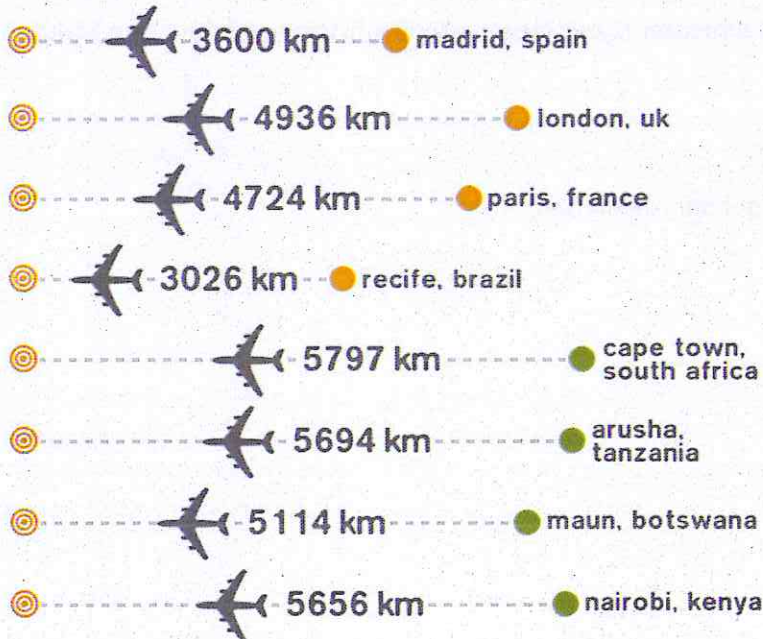 3600 km madrid, spain
4936 km london, uk
4724 km paris, france
3026 km recife, brazil
5797 km cape town,
south africa
5694 km arusha,
tanzania
5114 km maun, botswana
5656 km nairobi, kenya